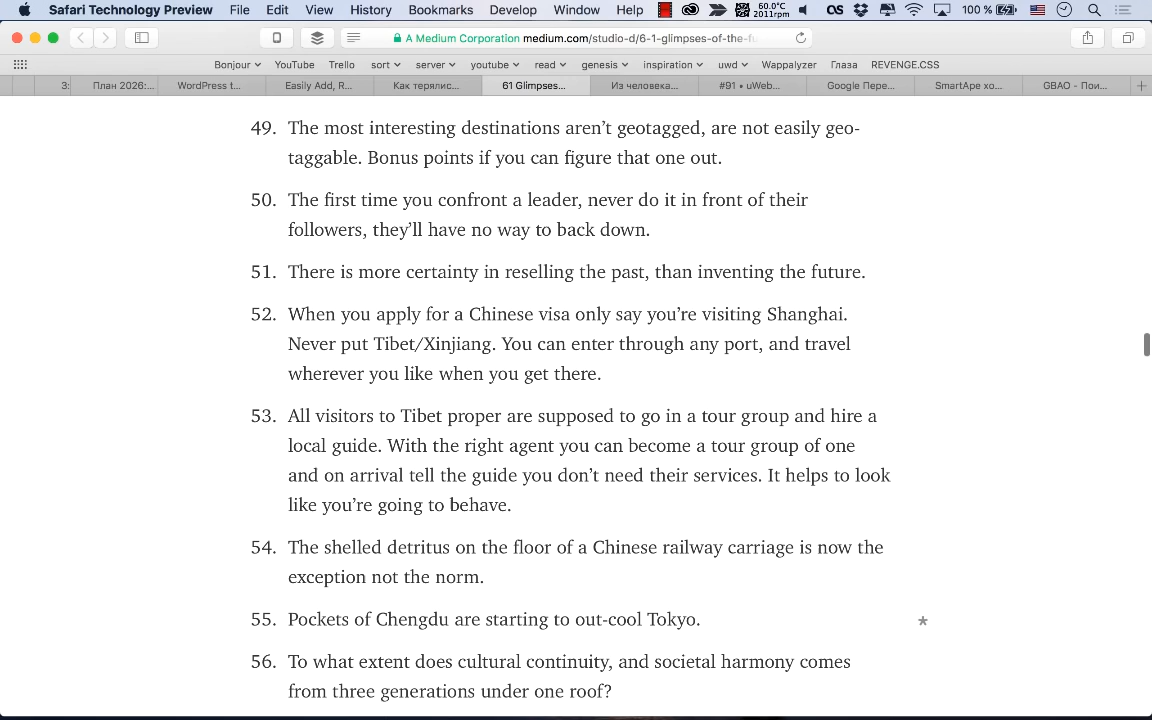 Safari Technology Preview File Edit View History Bookmarks Develop Window Help 60.0°C 2011rpm 100 %
A Medium Corporation medium.com/studio-d/6-1-glimpses-of-the-fu
Bonjour YouTube Trello sort server youtube read genesis inspiration uwd Wappalyzer Глаза REVENGE.CSS
3: План 2026:... WordPress t... Easily Add, R... Как терялис... 61 Glimpses... Из человека... #91 • uWeb... Google Пере... SmartApe хо... GBAO - Пои...
49. The most interesting destinations aren’t geotagged, are not easily geo-
taggable. Bonus points if you can figure that one out.
50. The first time you confront a leader, never do it in front of their
followers, they’ll have no way to back down.
51. There is more certainty in reselling the past, than inventing the future.
52. When you apply for a Chinese visa only say you’re visiting Shanghai.
Never put Tibet/Xinjiang. You can enter through any port, and travel
wherever you like when you get there.
53. All visitors to Tibet proper are supposed to go in a tour group and hire a
local guide. With the right agent you can become a tour group of one
and on arrival tell the guide you don’t need their services. It helps to look
like you’re going to behave.
54. The shelled detritus on the floor of a Chinese railway carriage is now the
exception not the norm.
55. Pockets of Chengdu are starting to out-cool Tokyo. *
56. To what extent does cultural continuity, and societal harmony comes
from three generations under one roof?